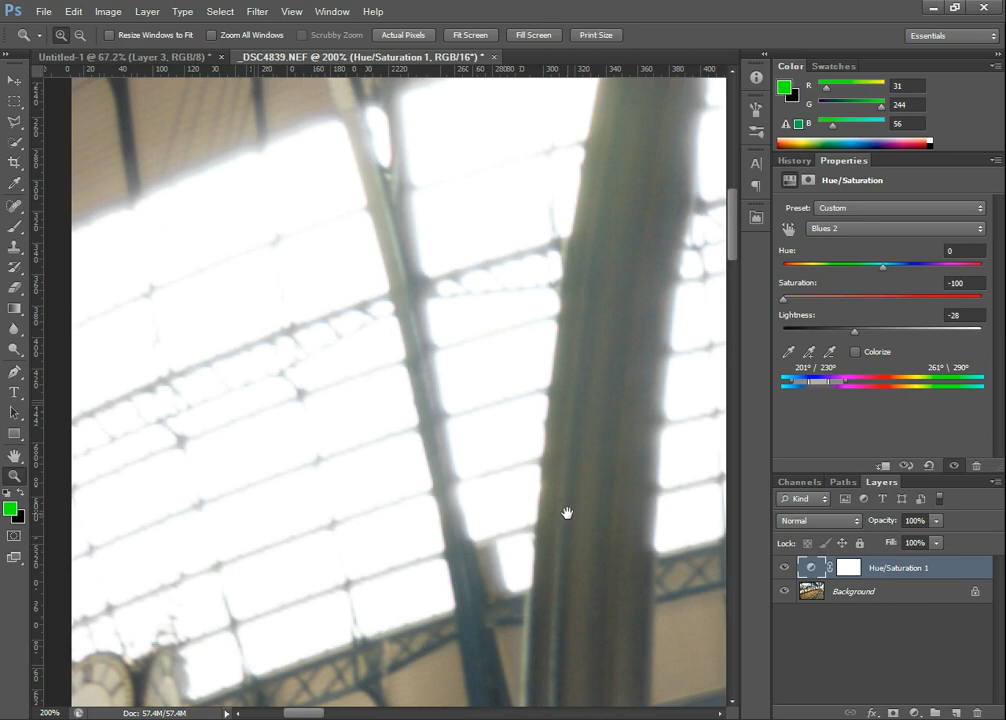 Ps File Edit Image Layer Type Select Filter View Window Help
Resize Windows to Fit Zoom All Windows Scrubby Zoom Actual Pixels Fit Screen Fill Screen Print Size Essentials
Untitled-1 @ 67.2% (Layer 3, RGB/8) * × _DSC4839.NEF @ 200% (Hue/Saturation 1, RGB/16*) * ×
Color Swatches
R 31
G 244
B 56
History Properties
Hue/Saturation
Preset: Custom
Blues 2
Hue: 0
Saturation: -100
Lightness: -28
Colorize
201° / 230° 261° \ 290°
Channels Paths Layers
Kind
Normal Opacity: 100%
Lock: Fill: 100%
Hue/Saturation 1
Background
200% Doc: 57.4M/57.4M